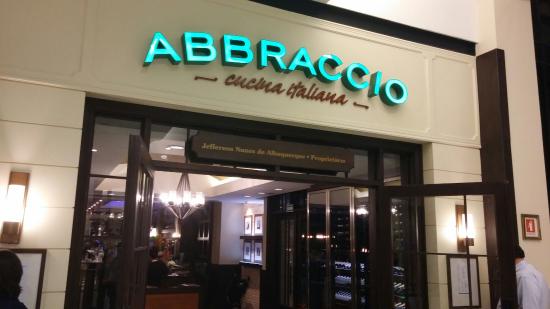 ABBRACCIO
cucina italiana
Jefferson Nunes de Albuquerque • Proprietário